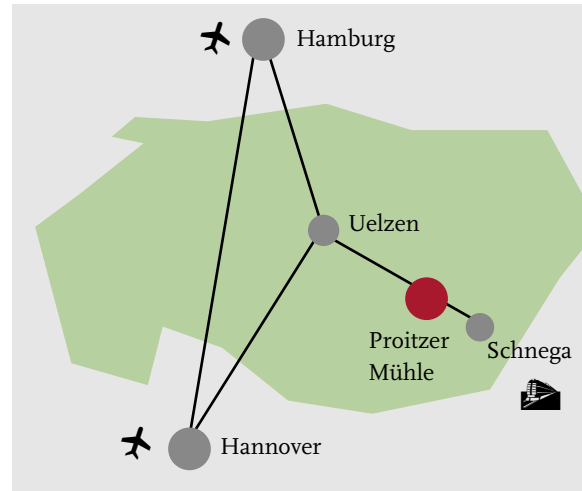 Hamburg
Uelzen
Proitzer
Mühle
Schnega
Hannover